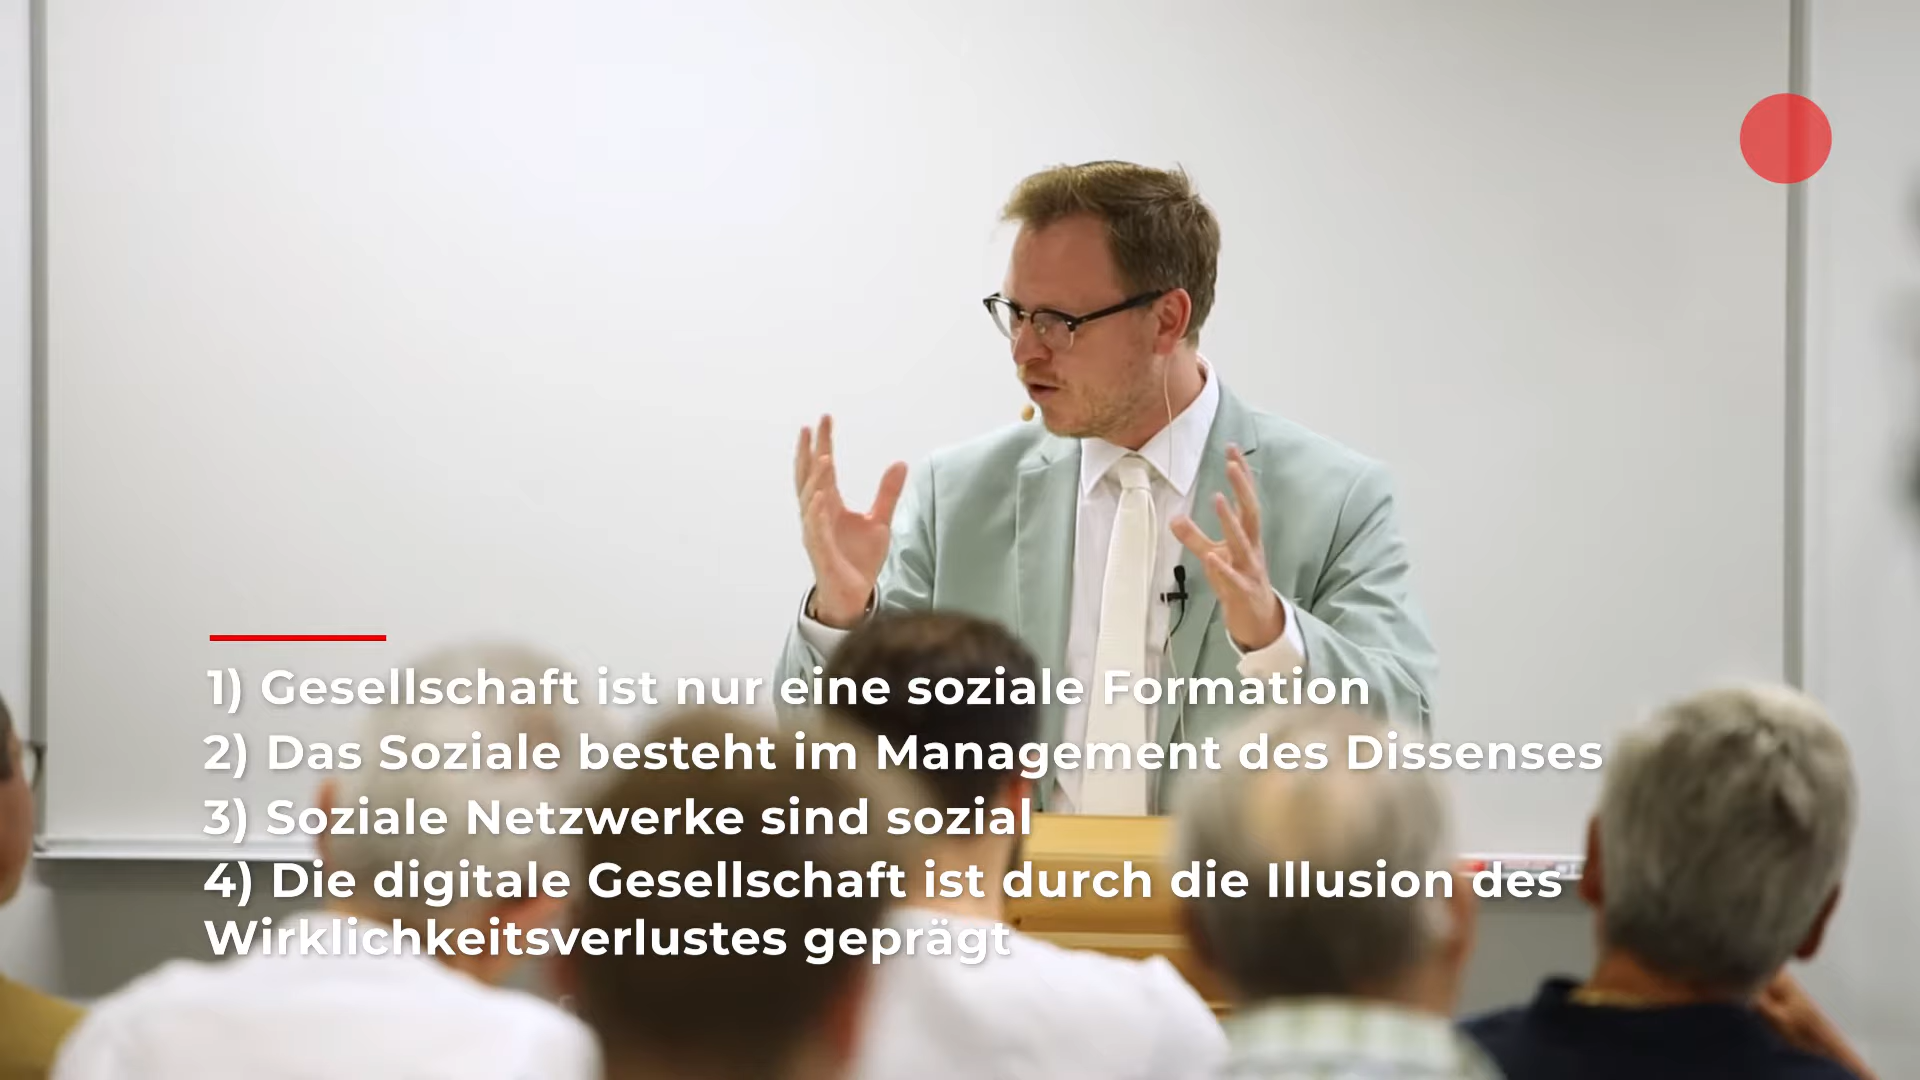 1) Gesellschaft ist nur eine soziale Formation
2) Das Soziale besteht im Management des Dissenses
3) Soziale Netzwerke sind sozial
4) Die digitale Gesellschaft ist durch die Illusion des
Wirklichkeitsverlustes geprägt